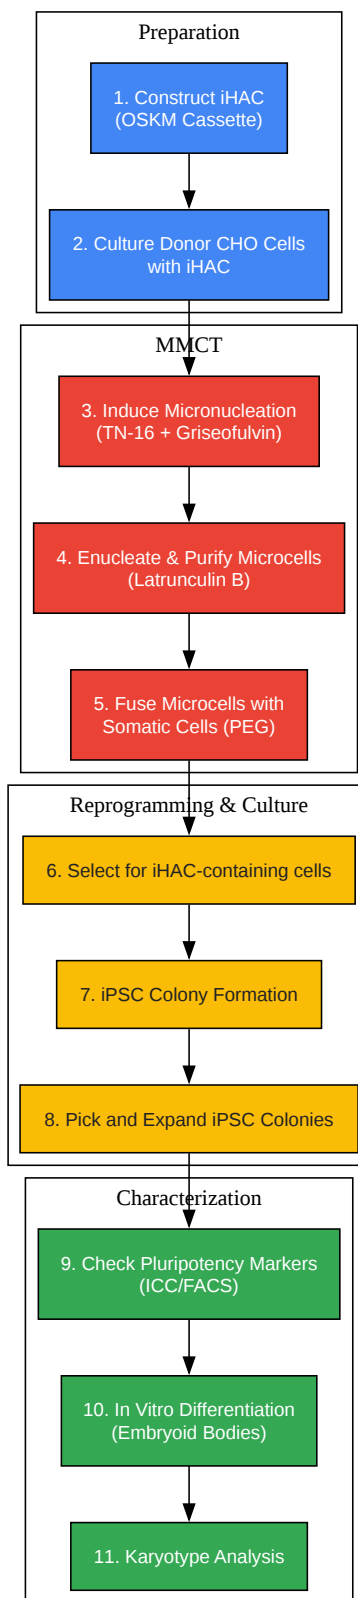 Preparation
1. Construct iHAC
(OSKM Cassette)
2. Culture Donor CHO Cells
with iHAC
MMCT
3. Induce Micronucleation
(TN-16 + Griseofulvin)
4. Enucleate & Purify Microcells
(Latrunculin B)
5. Fuse Microcells with
Somatic Cells (PEG)
Reprogramming & Culture
6. Select for iHAC-containing cells
7. iPSC Colony Formation
8. Pick and Expand iPSC Colonies
Characterization
9. Check Pluripotency Markers
(ICC/FACS)
10. In Vitro Differentiation
(Embryoid Bodies)
11. Karyotype Analysis